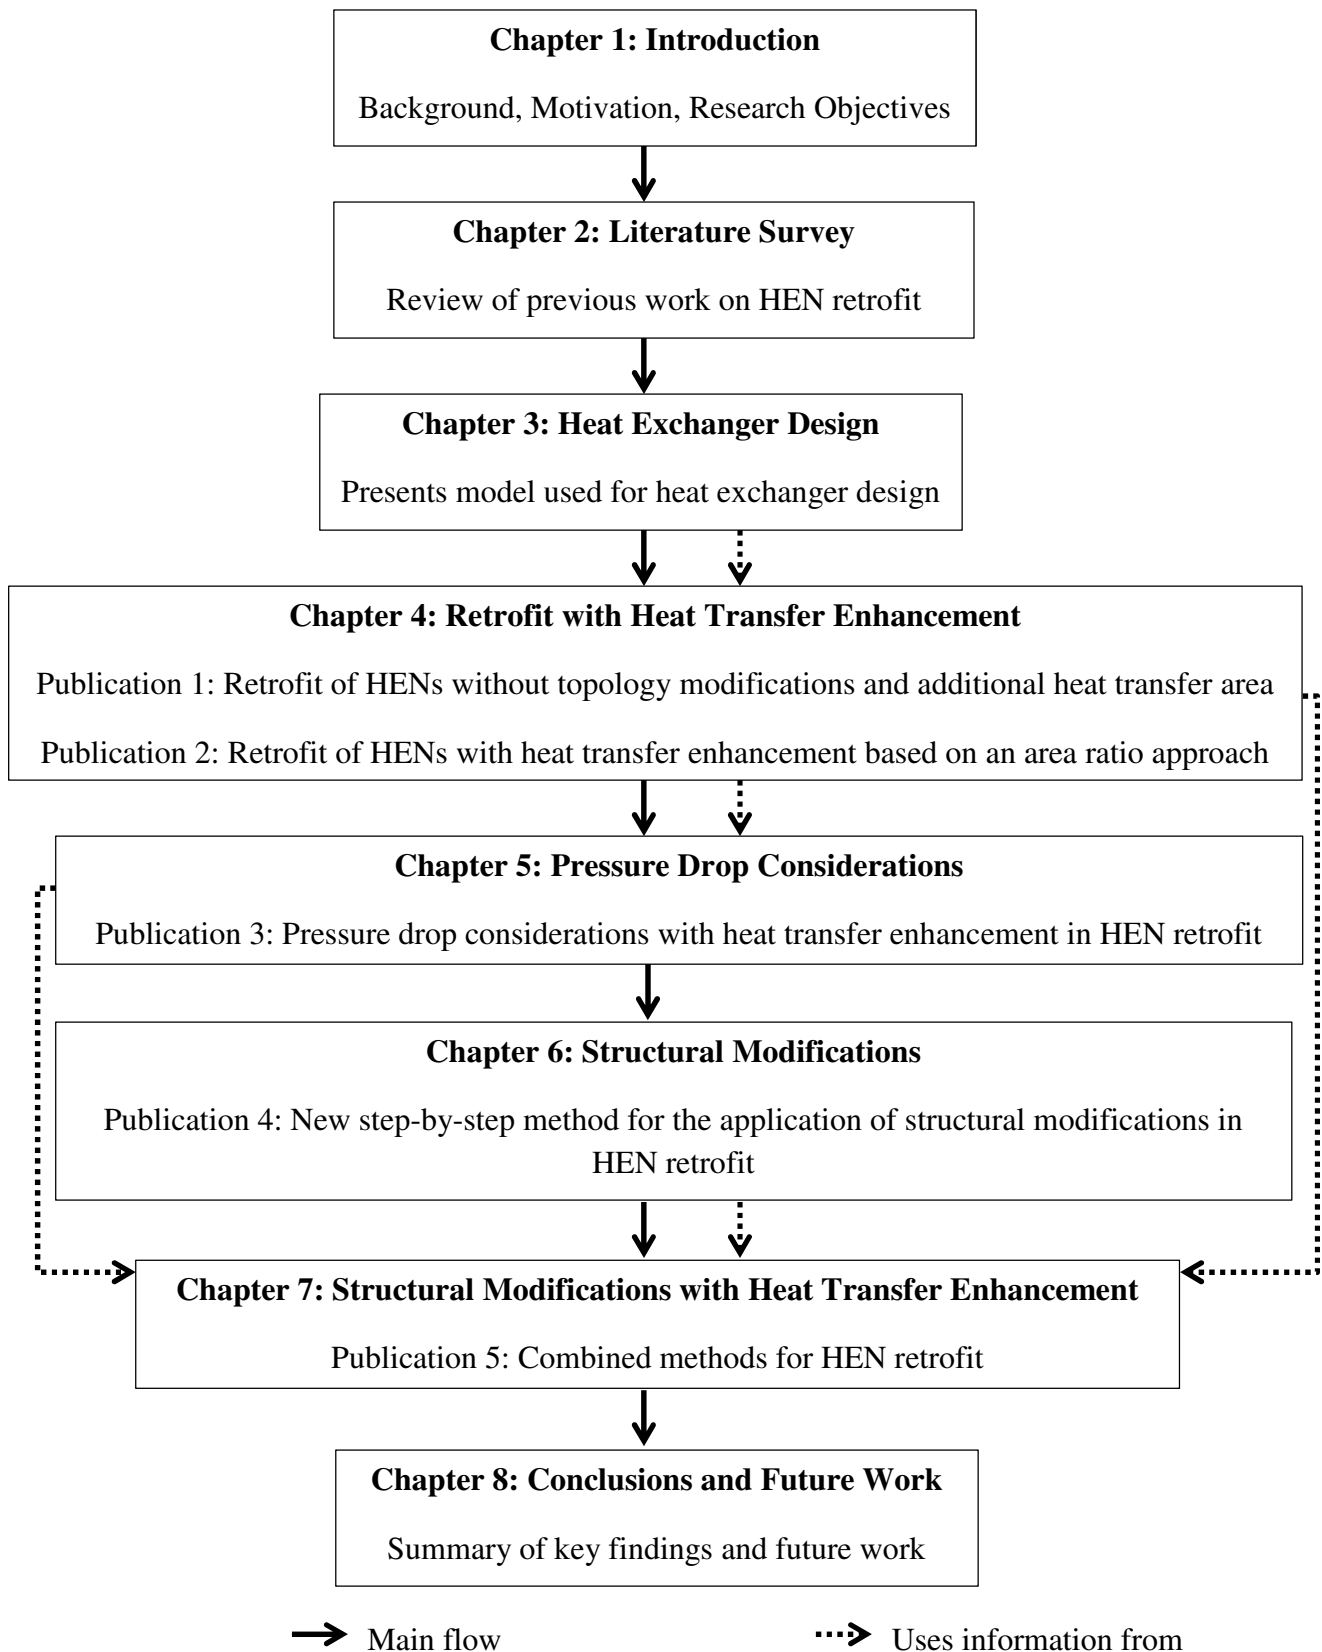 Chapter 1: Introduction
Background, Motivation, Research Objectives
Chapter 2: Literature Survey
Review of previous work on HEN retrofit
Chapter 3: Heat Exchanger Design
Presents model used for heat exchanger design
Chapter 4: Retrofit with Heat Transfer Enhancement
Publication 1: Retrofit of HENs without topology modifications and additional heat transfer area
Publication 2: Retrofit of HENs with heat transfer enhancement based on an area ratio approach
Chapter 5: Pressure Drop Considerations
Publication 3: Pressure drop considerations with heat transfer enhancement in HEN retrofit
Chapter 6: Structural Modifications
Publication 4: New step-by-step method for the application of structural modifications in
HEN retrofit
Chapter 7: Structural Modifications with Heat Transfer Enhancement
Publication 5: Combined methods for HEN retrofit
Chapter 8: Conclusions and Future Work
Summary of key findings and future work
Main flow
Uses information from